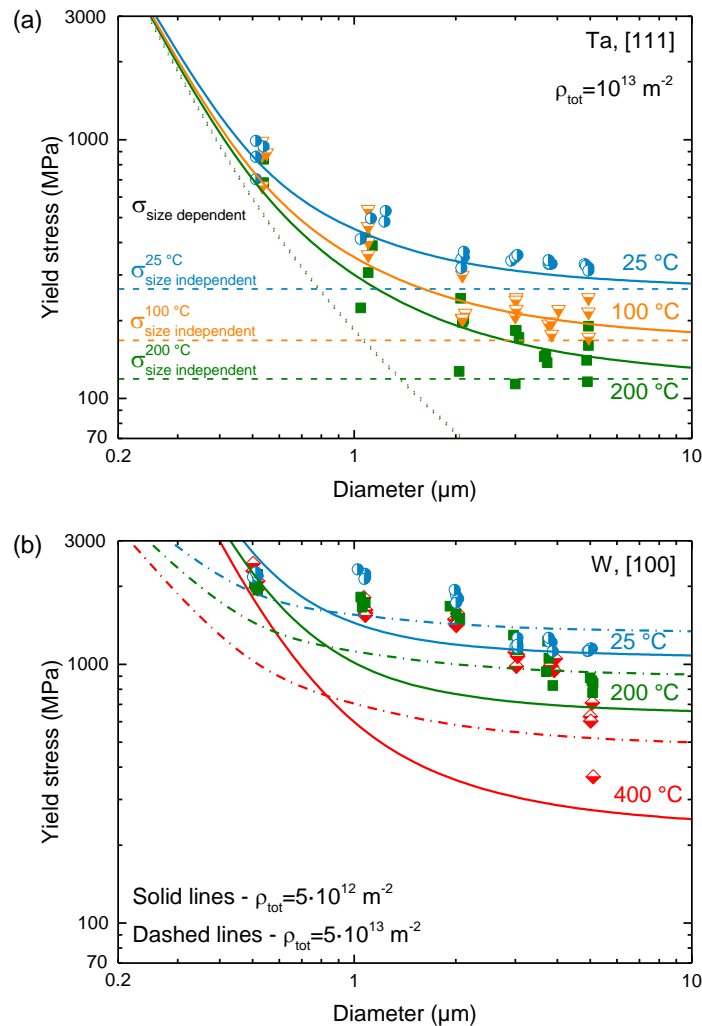 (a)
3000
1000
100
70
Yield stress (MPa)
Ta, [111]
ρtot=10^13 m^-2
σsize dependent
σ^25 °C size independent
25 °C
σ^100 °C size independent
100 °C
σ^200 °C size independent
200 °C
0.2 1 10
Diameter (µm)
(b)
3000
1000
100
70
Yield stress (MPa)
W, [100]
25 °C
200 °C
400 °C
Solid lines - ρtot=5·10^12 m^-2
Dashed lines - ρtot=5·10^13 m^-2
0.2 1 10
Diameter (µm)